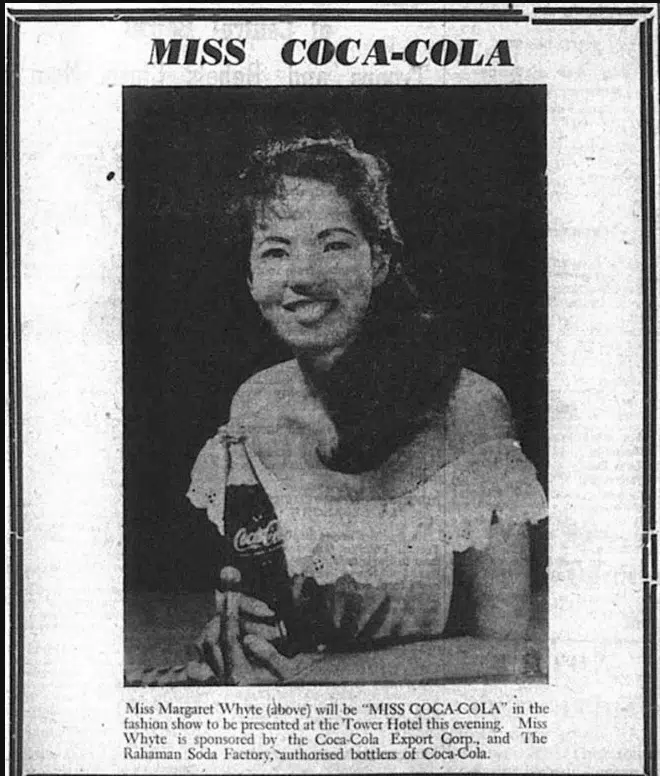 MISS COCA-COLA
Coca-Cola
Miss Margaret Whyte (above) will be "MISS COCA-COLA" in the
fashion show to be presented at the Tower Hotel this evening. Miss
Whyte is sponsored by the Coca-Cola Export Corp., and The
Rahaman Soda Factory, authorised bottlers of Coca-Cola.